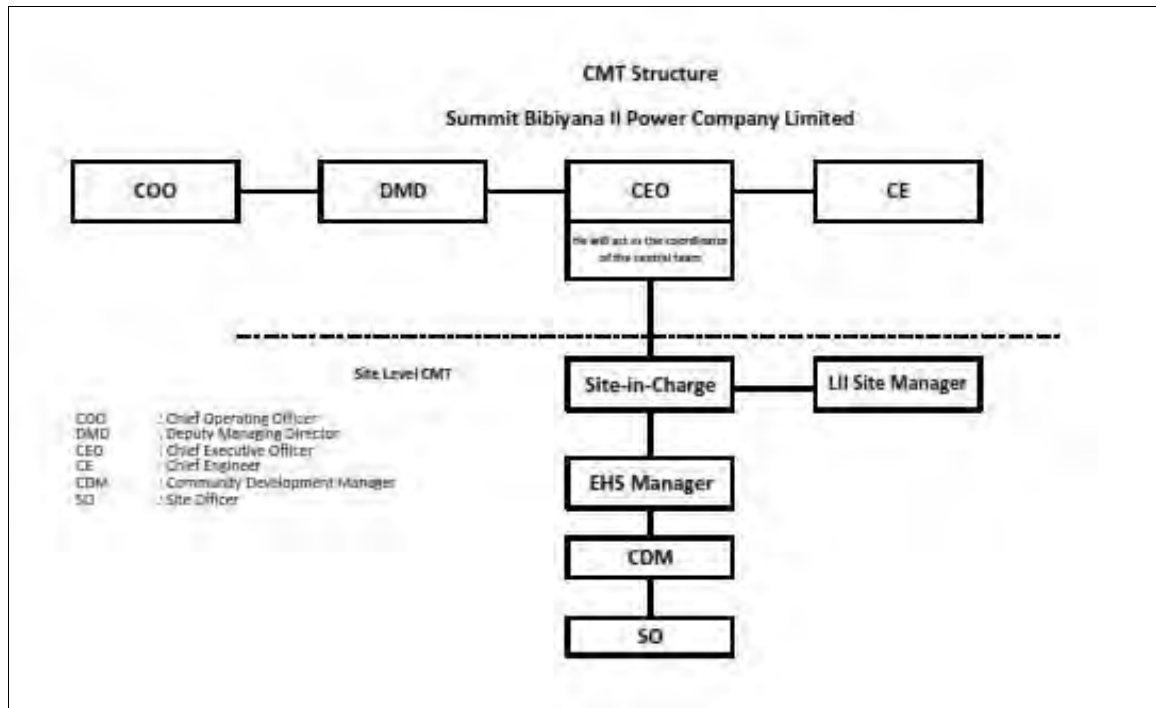 CMT Structure
Summit Bibiyana II Power Company Limited
COO
DMD
CEO
CE
He will act as the coordinator
of the central team
Site Level CMT
Site-in-Charge
LII Site Manager
COO : Chief Operating Officer
DMD : Deputy Managing Director
CEO : Chief Executive Officer
CE : Chief Engineer
CDM : Community Development Manager
SO : Site Officer
EHS Manager
CDM
SO